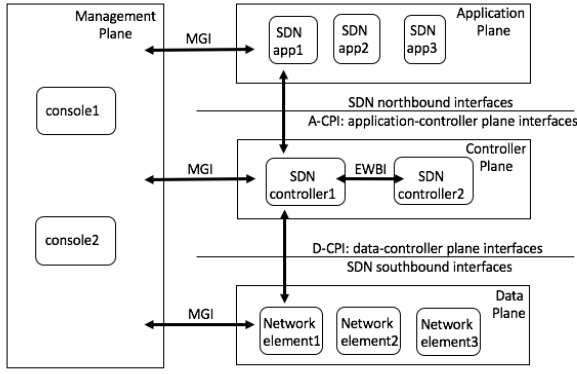 Management
Plane
console1
console2
MGI
MGI
MGI
Application
Plane
SDN
app1
SDN
app2
SDN
app3
SDN northbound interfaces
A-CPI: application-controller plane interfaces
Controller
Plane
SDN
controller1
EWBI
SDN
controller2
D-CPI: data-controller plane interfaces
SDN southbound interfaces
Data
Plane
Network
element1
Network
element2
Network
element3